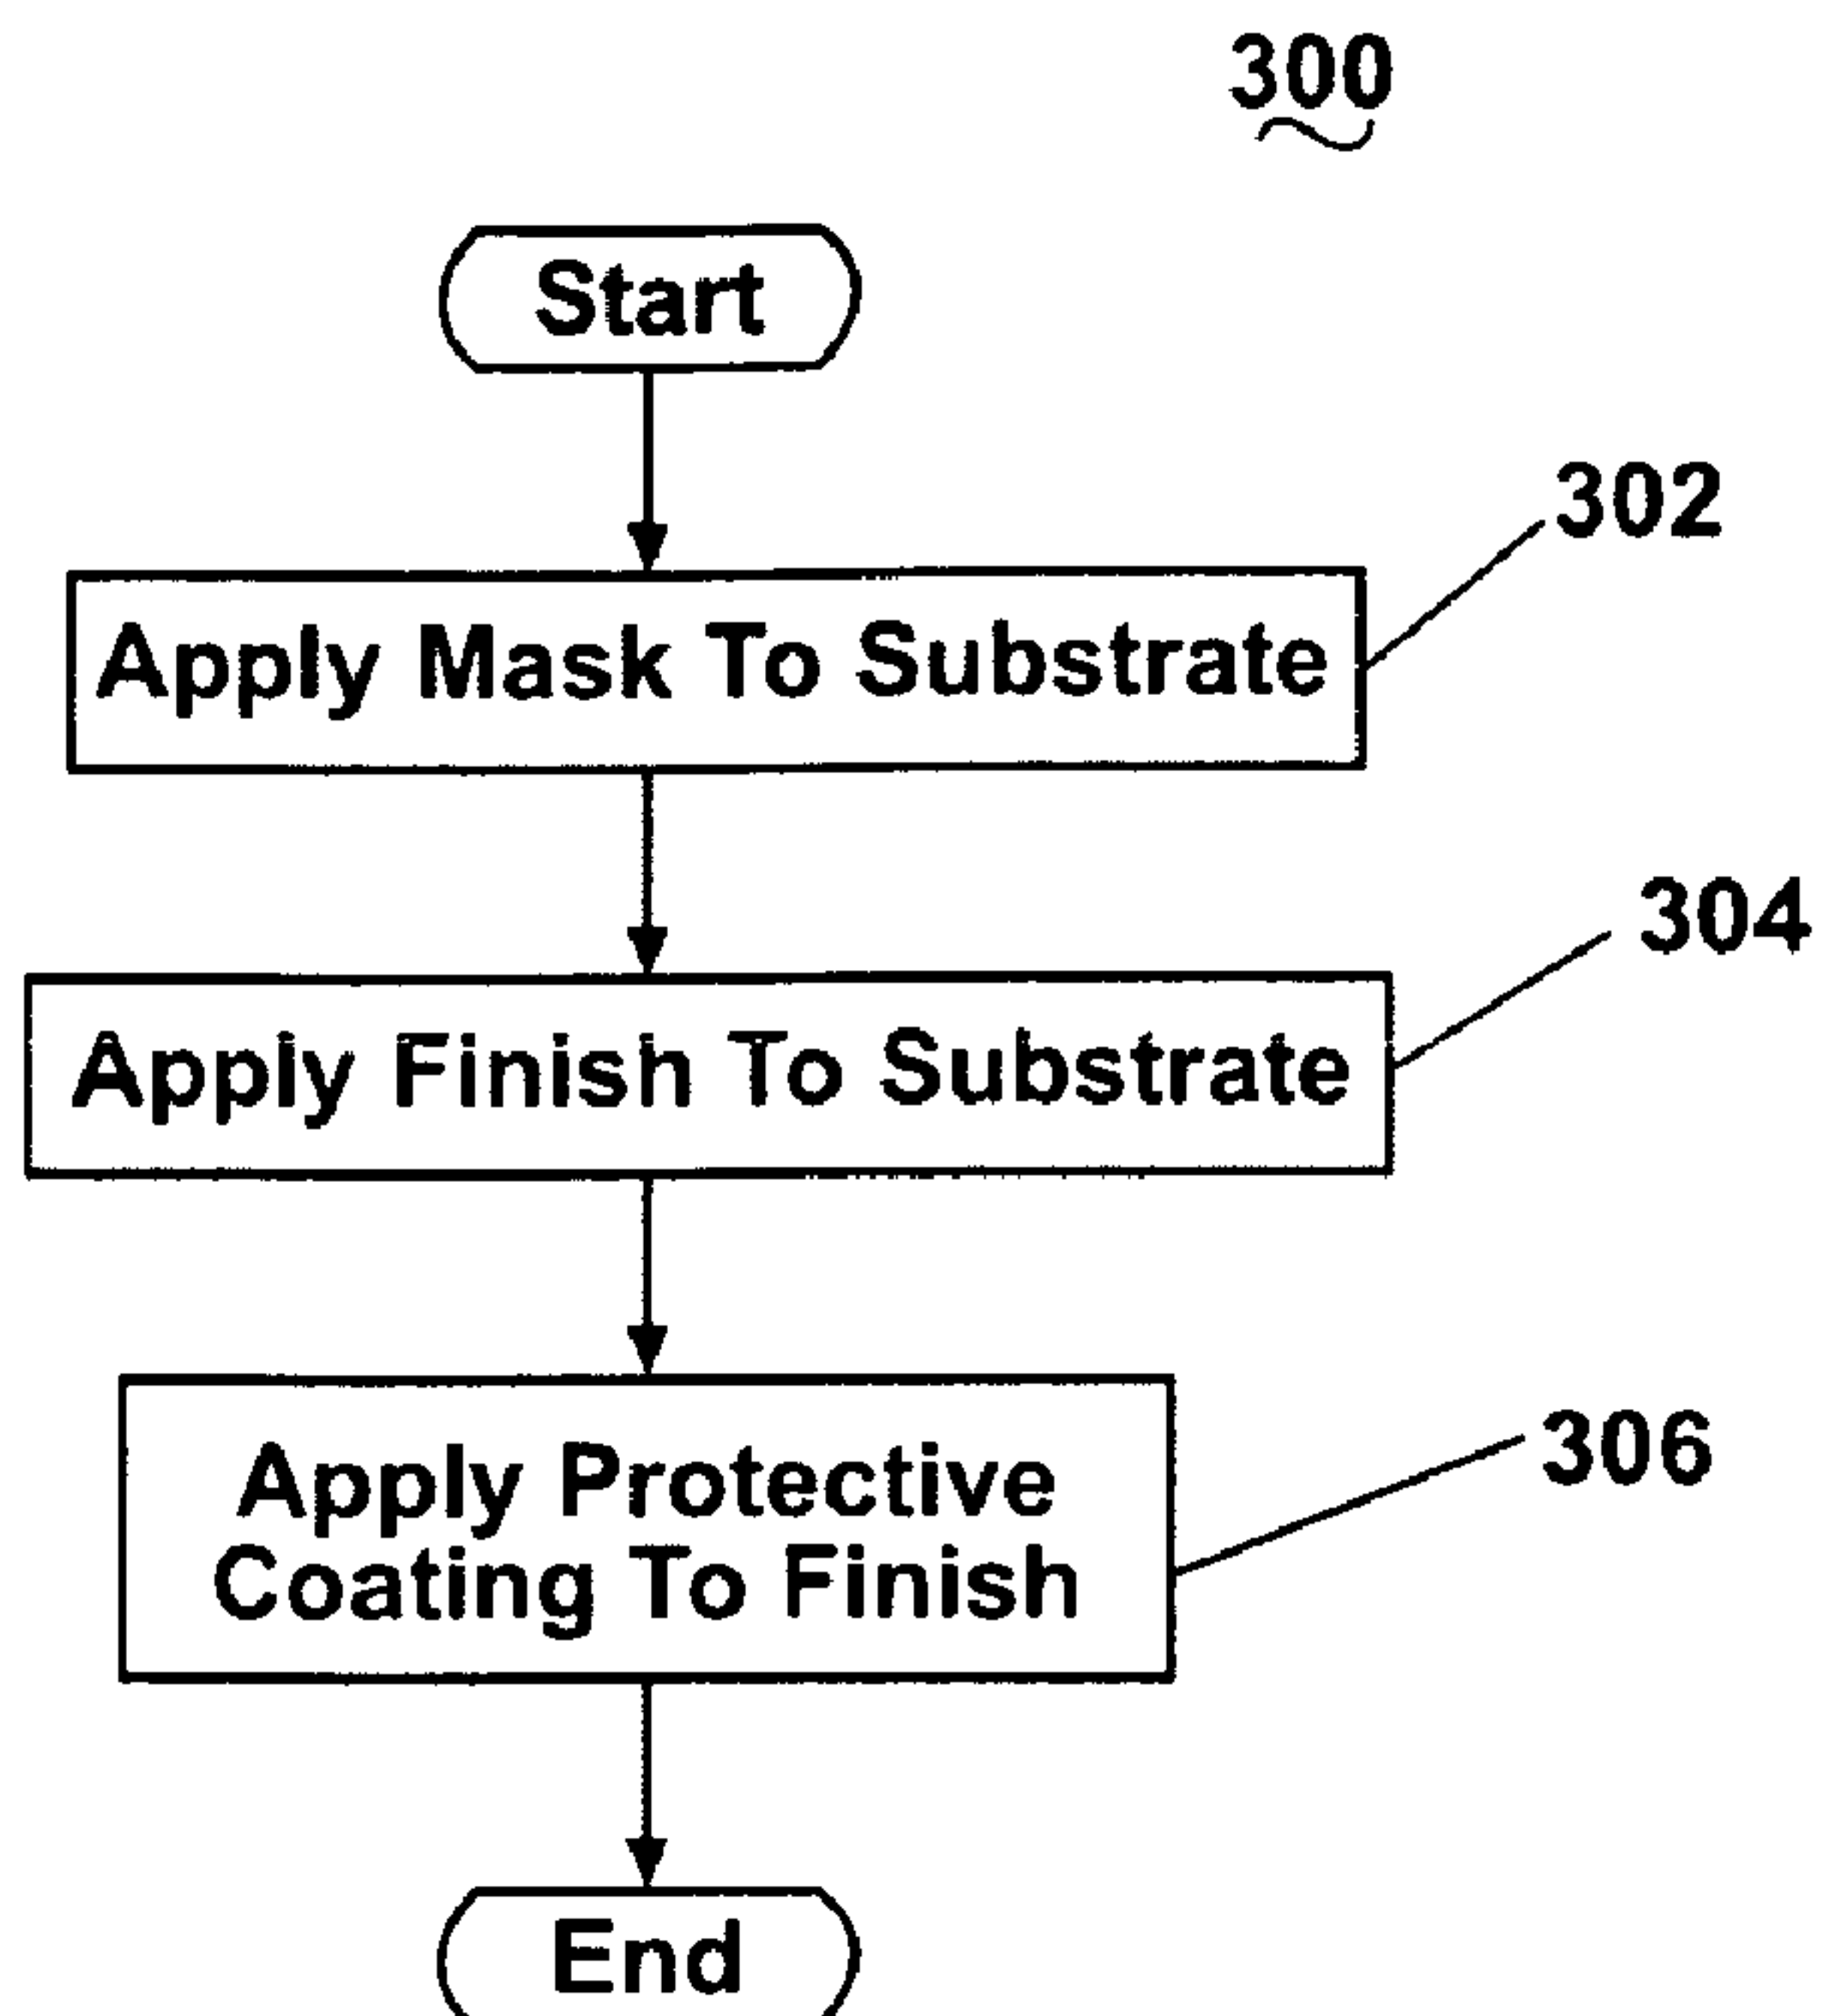 300
Start
302
Apply Mask To Substrate
304
Apply Finish To Substrate
306
Apply Protective
Coating To Finish
End